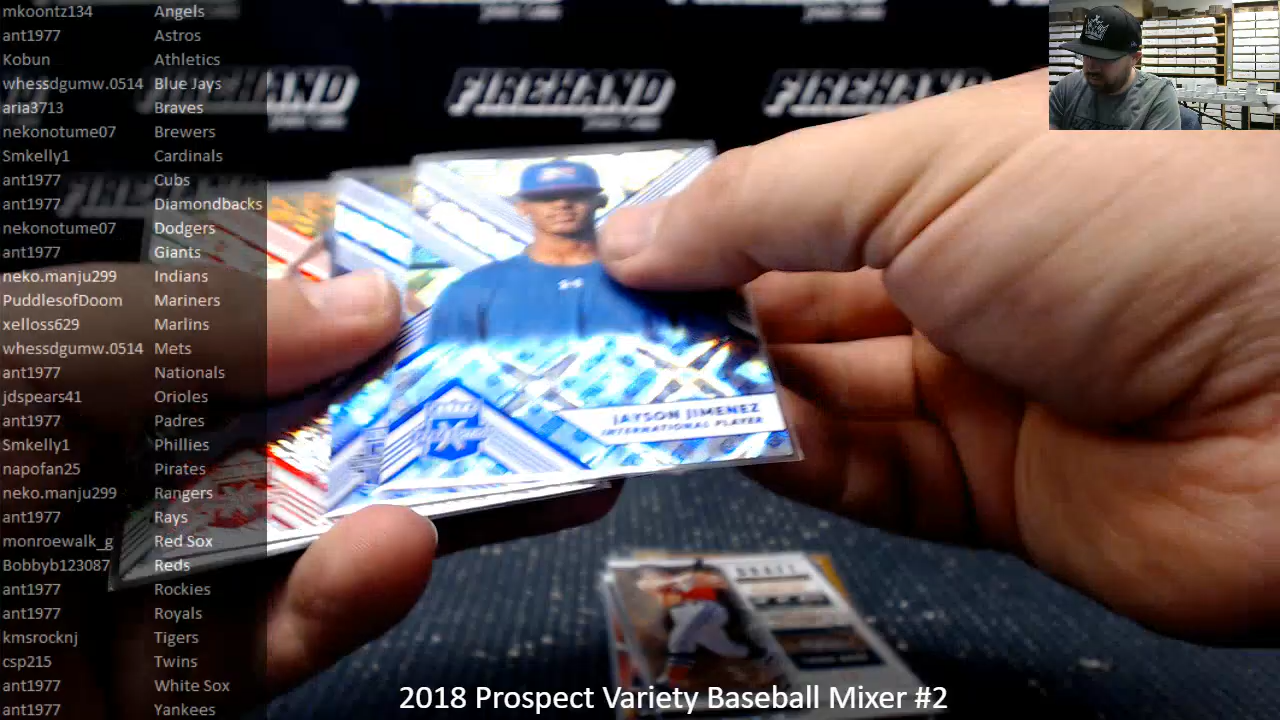 mkoontz134 Angels
ant1977 Astros
Kobun Athletics
whessdgumw.0514 Blue Jays
aria3713 Braves
nekonotume07 Brewers
Smkelly1 Cardinals
ant1977 Cubs
ant1977 Diamondbacks
nekonotume07 Dodgers
ant1977 Giants
neko.manju299 Indians
PuddlesofDoom Mariners
xelloss629 Marlins
whessdgumw.0514 Mets
ant1977 Nationals
jdspears41 Orioles
ant1977 Padres
Smkelly1 Phillies
napofan25 Pirates
neko.manju299 Rangers
ant1977 Rays
monroewalk_g Red Sox
Bobbyb123087 Reds
ant1977 Rockies
ant1977 Royals
kmsrocknj Tigers
csp215 Twins
ant1977 White Sox
ant1977 Yankees
FIREHAND
FIREHAND
FIREHAND
JAYSON JIMENEZ
INTERNATIONAL PLAYER
DRAFT
2018 Prospect Variety Baseball Mixer #2